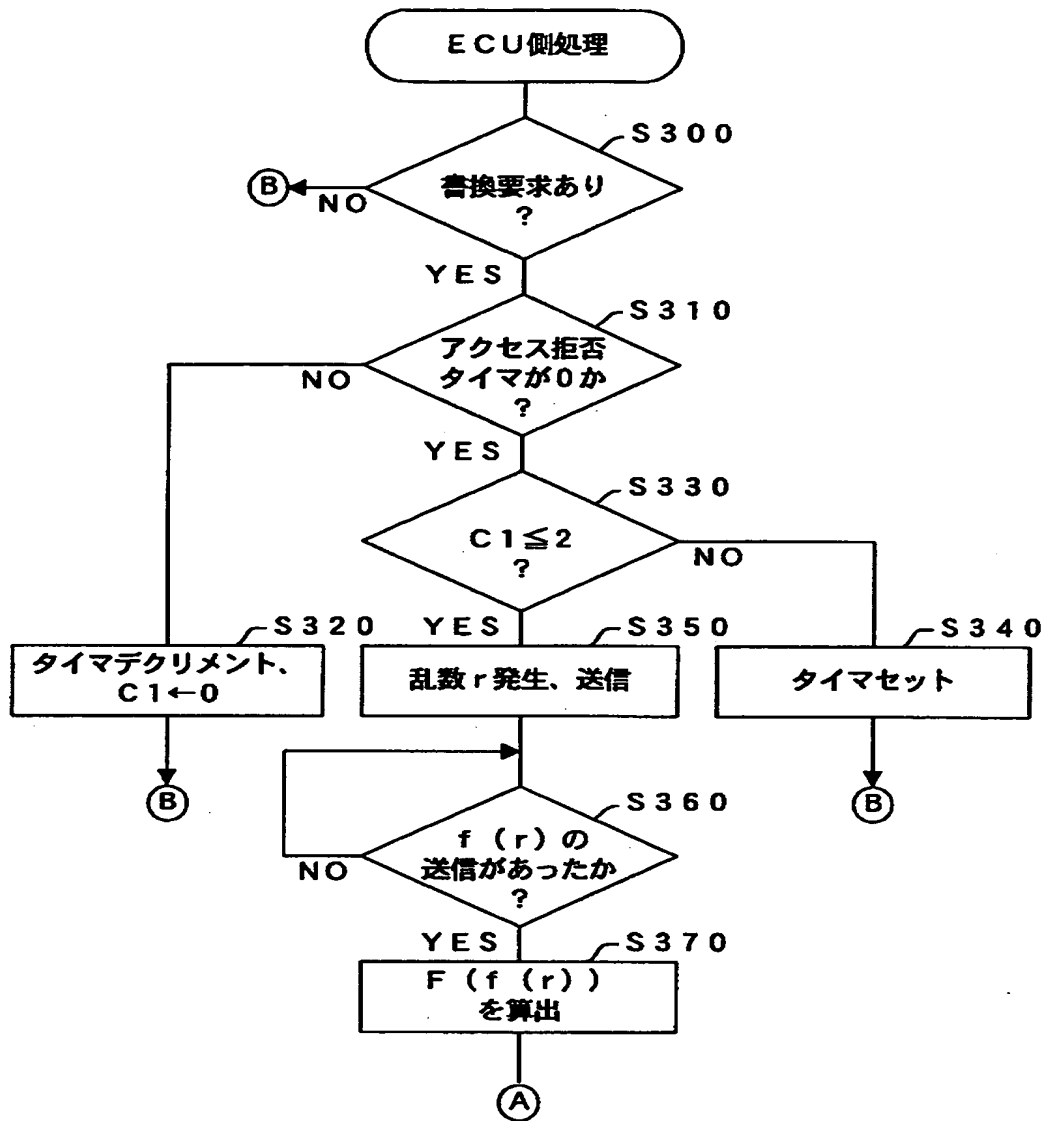 ＥＣＵ側処理
Ｓ３００
書換要求あり
？
Ｂ
ＮＯ
ＹＥＳ
Ｓ３１０
アクセス拒否
タイマが０か
？
ＮＯ
ＹＥＳ
Ｓ３３０
Ｃ１≦２
？
ＮＯ
ＹＥＳ
Ｓ３２０
タイマデクリメント、
Ｃ１←０
Ｂ
Ｓ３５０
乱数ｒ発生、送信
Ｓ３４０
タイマセット
Ｂ
Ｓ３６０
ｆ（ｒ）の
送信があったか
？
ＮＯ
ＹＥＳ
Ｓ３７０
Ｆ（ｆ（ｒ））
を算出
Ａ